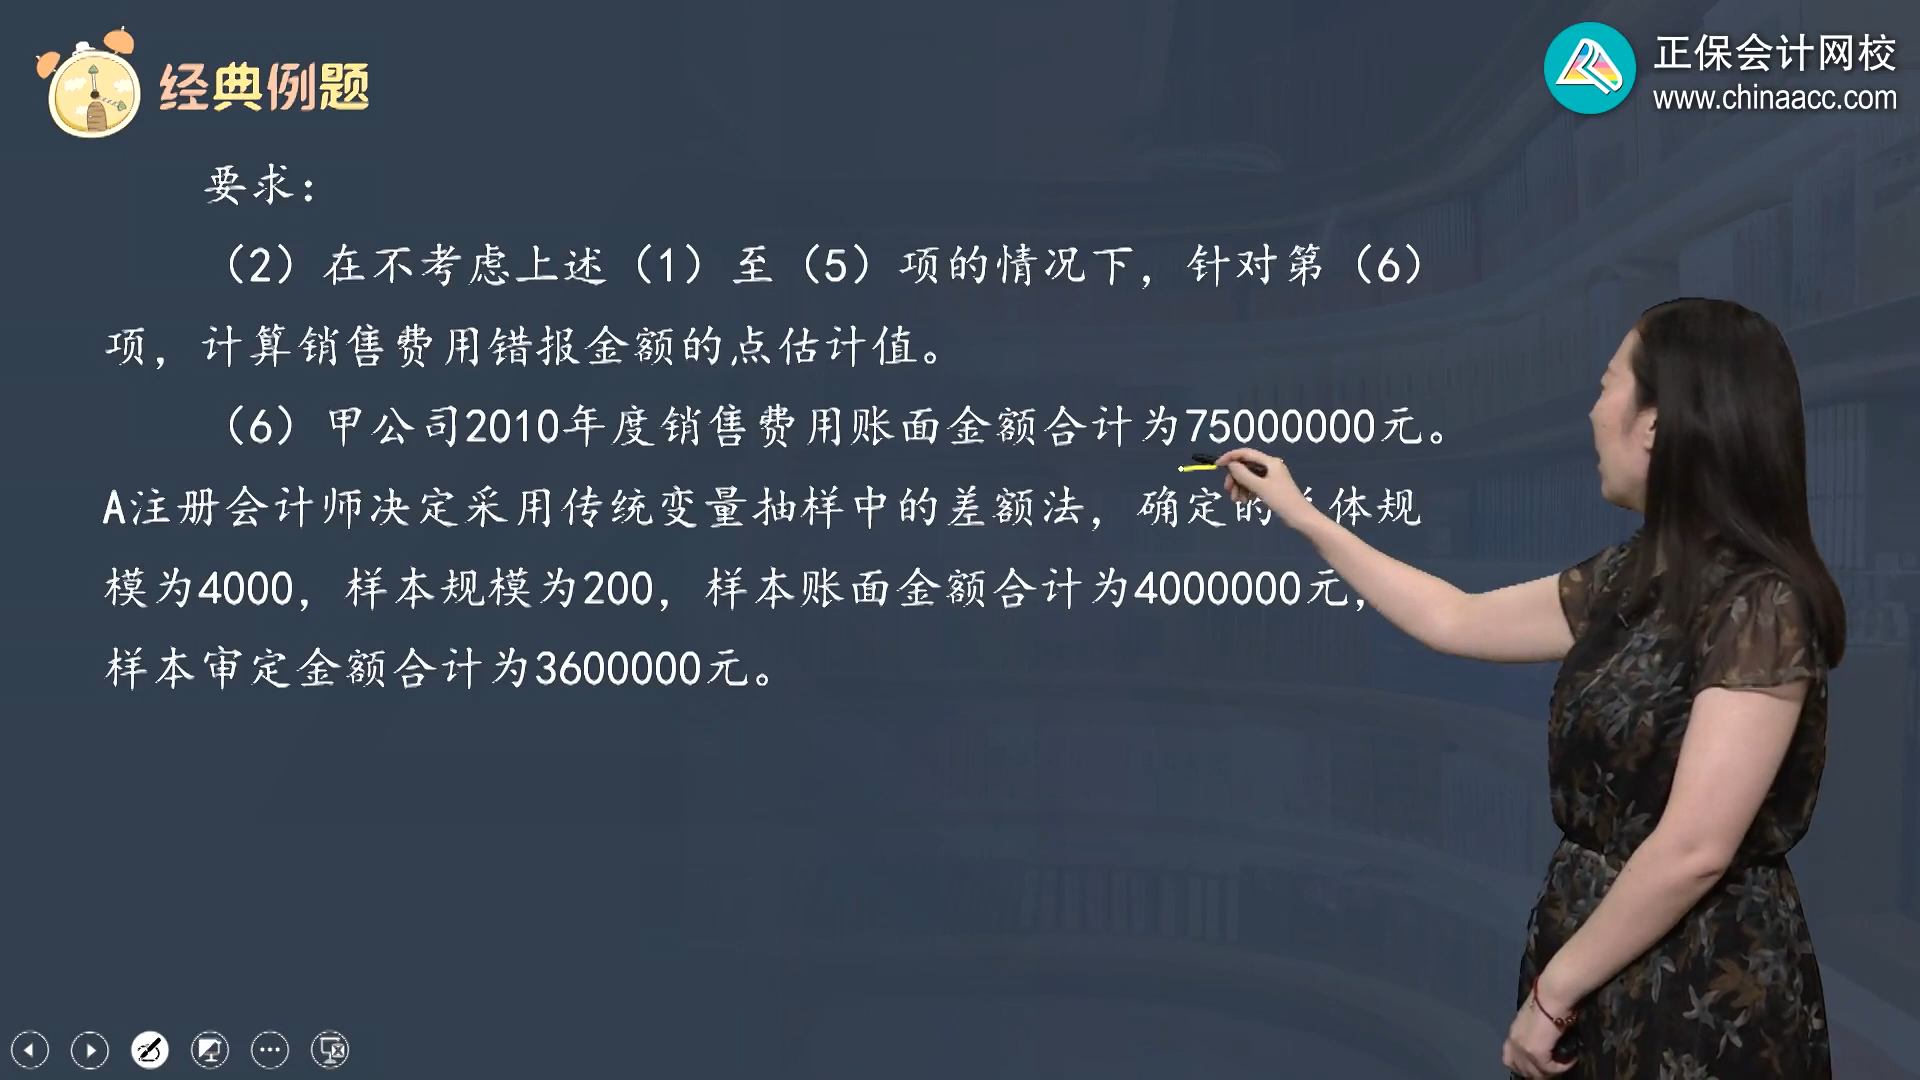 经典例题
正保会计网校
www.chinaacc.com
要求：
（2）在不考虑上述（1）至（5）项的情况下，针对第（6）
项，计算销售费用错报金额的点估计值。
（6）甲公司2010年度销售费用账面金额合计为75000000元。
A注册会计师决定采用传统变量抽样中的差额法，确定的总体规
模为4000，样本规模为200，样本账面金额合计为4000000元，
样本审定金额合计为3600000元。